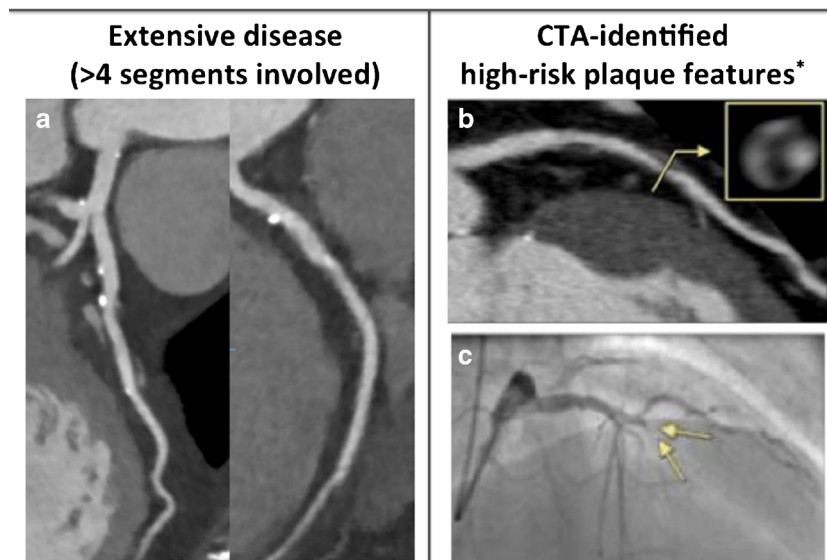 Extensive disease
(>4 segments involved)
CTA-identified
high-risk plaque features*
a
b
c